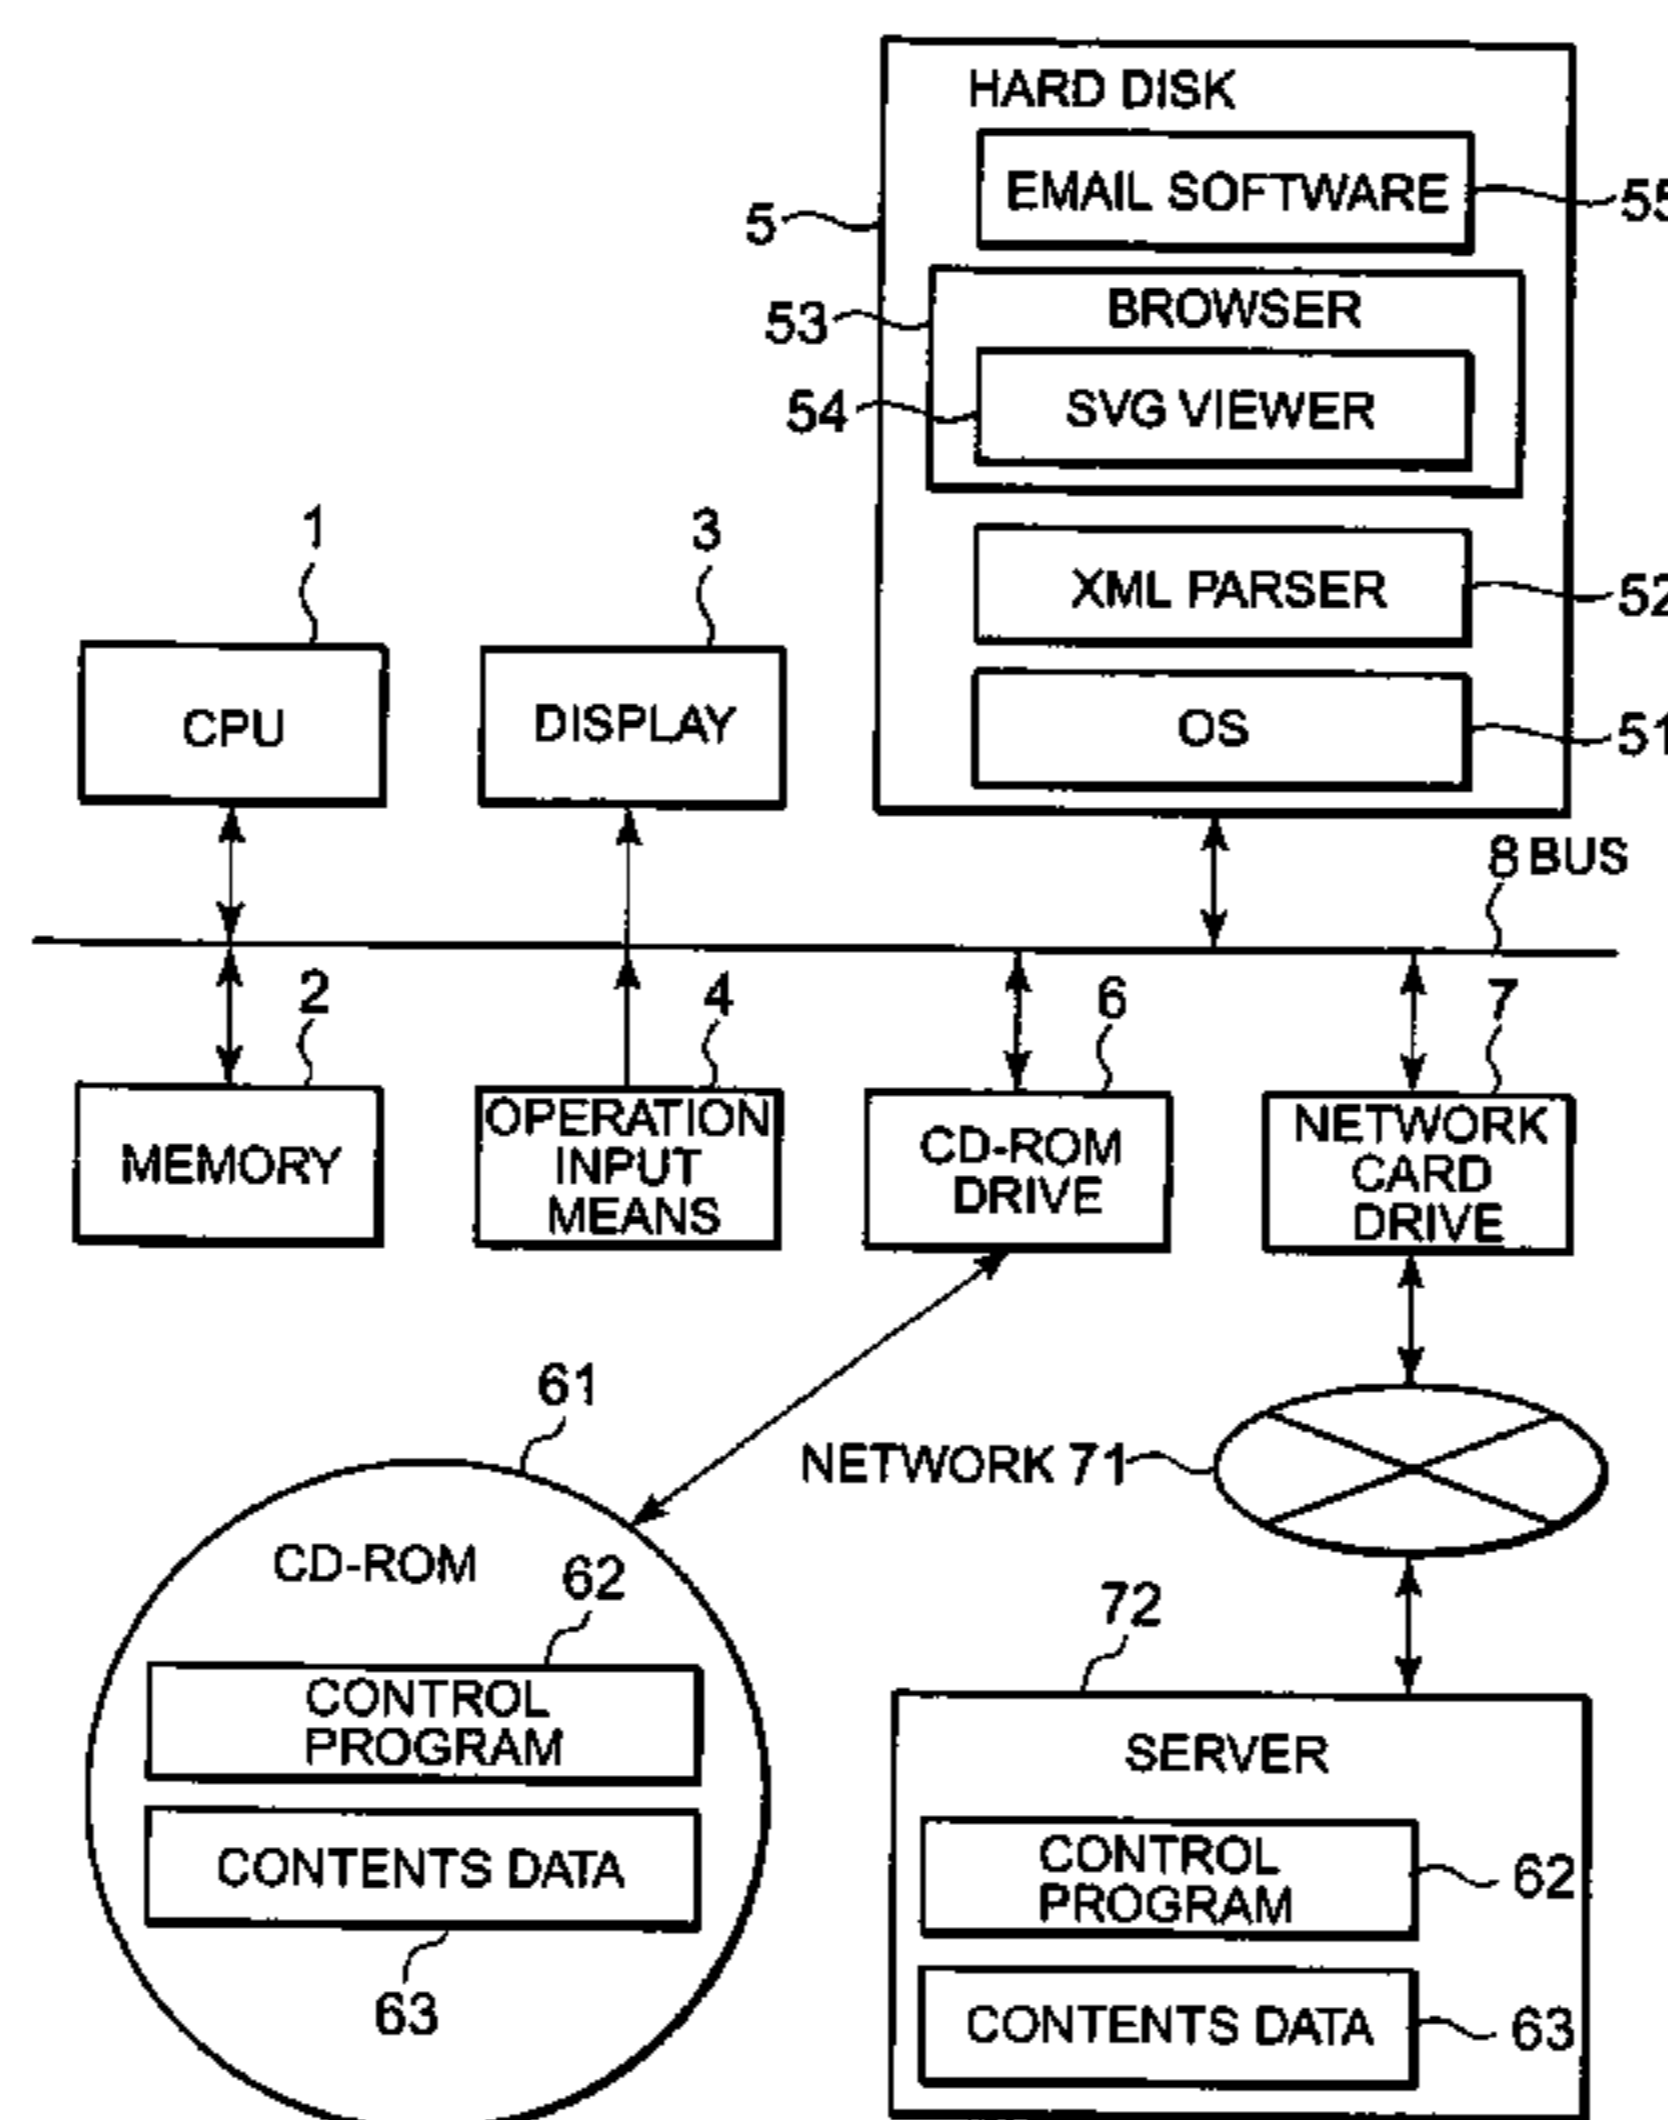 HARD DISK
EMAIL SOFTWARE
55
5
BROWSER
53
SVG VIEWER
54
1
3
XML PARSER
52
CPU
DISPLAY
OS
51
8 BUS
2
4
6
7
MEMORY
OPERATION
INPUT
MEANS
CD-ROM
DRIVE
NETWORK
CARD
DRIVE
61
NETWORK 71
CD-ROM
62
72
CONTROL
PROGRAM
SERVER
CONTENTS DATA
CONTROL
PROGRAM
62
63
CONTENTS DATA
63